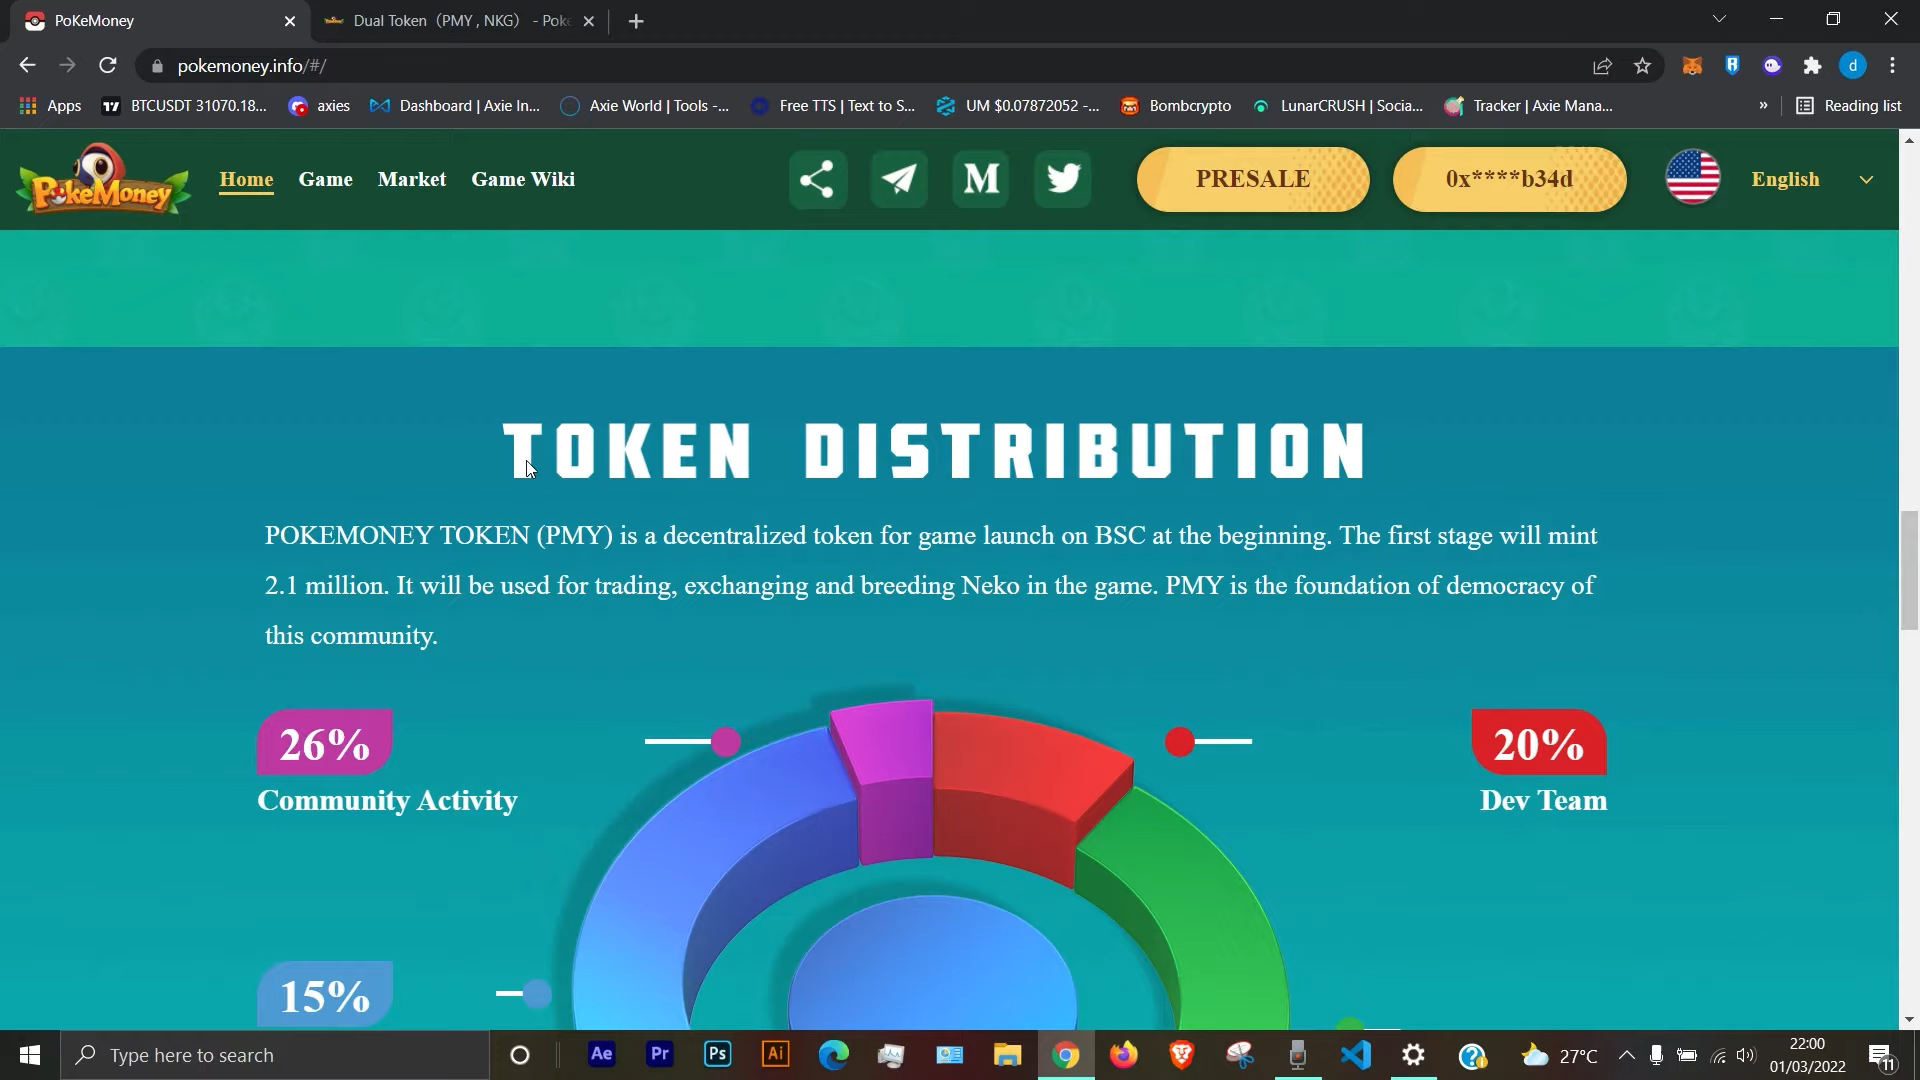 PoKeMoney
Dual Token（PMY , NKG） - Pok
pokemoney.info/#/
d
Apps
BTCUSDT 31070.18...
axies
Dashboard | Axie In...
Axie World | Tools -...
Free TTS | Text to S...
UM $0.07872052 -...
Bombcrypto
LunarCRUSH | Socia...
Tracker | Axie Mana...
»
Reading list
PokeMoney
Home
Game
Market
Game Wiki
M
PRESALE
0x****b34d
English
TOKEN DISTRIBUTION
POKEMONEY TOKEN (PMY) is a decentralized token for game launch on BSC at the beginning. The first stage will mint
2.1 million. It will be used for trading, exchanging and breeding Neko in the game. PMY is the foundation of democracy of
this community.
26%
Community Activity
20%
Dev Team
15%
Type here to search
Ae
Pr
Ps
Ai
27°C
22:00
01/03/2022
11